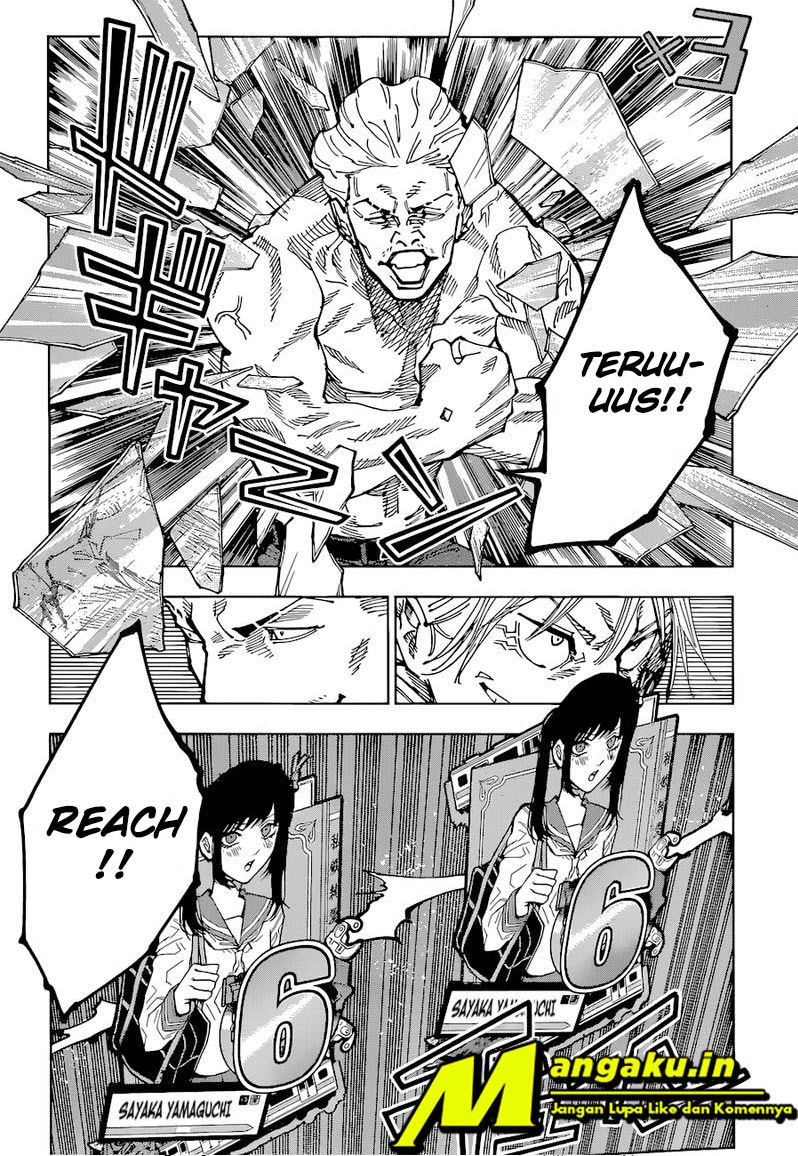 ×3
ドギャン
TERUU-
UUS!!
REACH
!!
6
SAYAKA YAMAGUCHI
6
SAYAKA YAMAGUCHI
Mangaku.in
Jangan Lupa Like dan Komennya